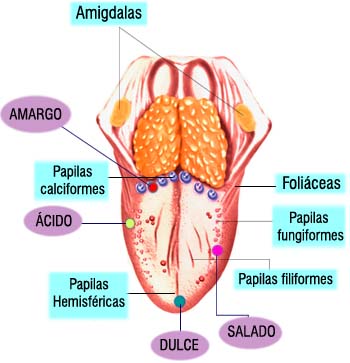 Amigdalas
AMARGO
Papilas
calciformes
Foliáceas
ÁCIDO
Papilas
fungiformes
Papilas filiformes
Papilas
Hemisféricas
SALADO
DULCE